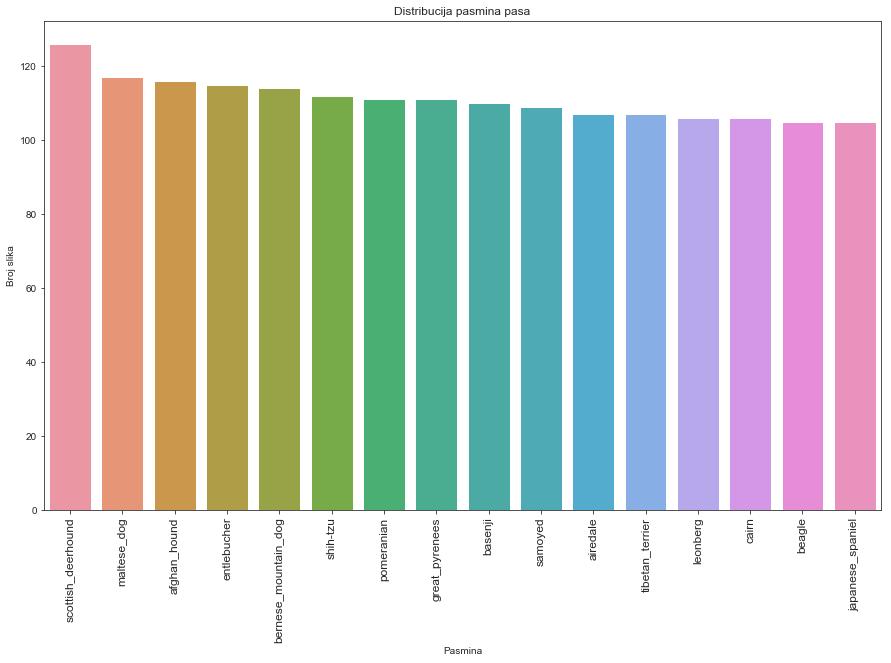 Distribucija pasmina pasa
Broj slika
120
100
80
60
40
20
0
scottish_deerhound
maltese_dog
afghan_hound
entlebucher
bernese_mountain_dog
shih-tzu
pomeranian
great_pyrenees
basenji
samoyed
airedale
tibetan_terrier
leonberg
cairn
beagle
japanese_spaniel
Pasmina